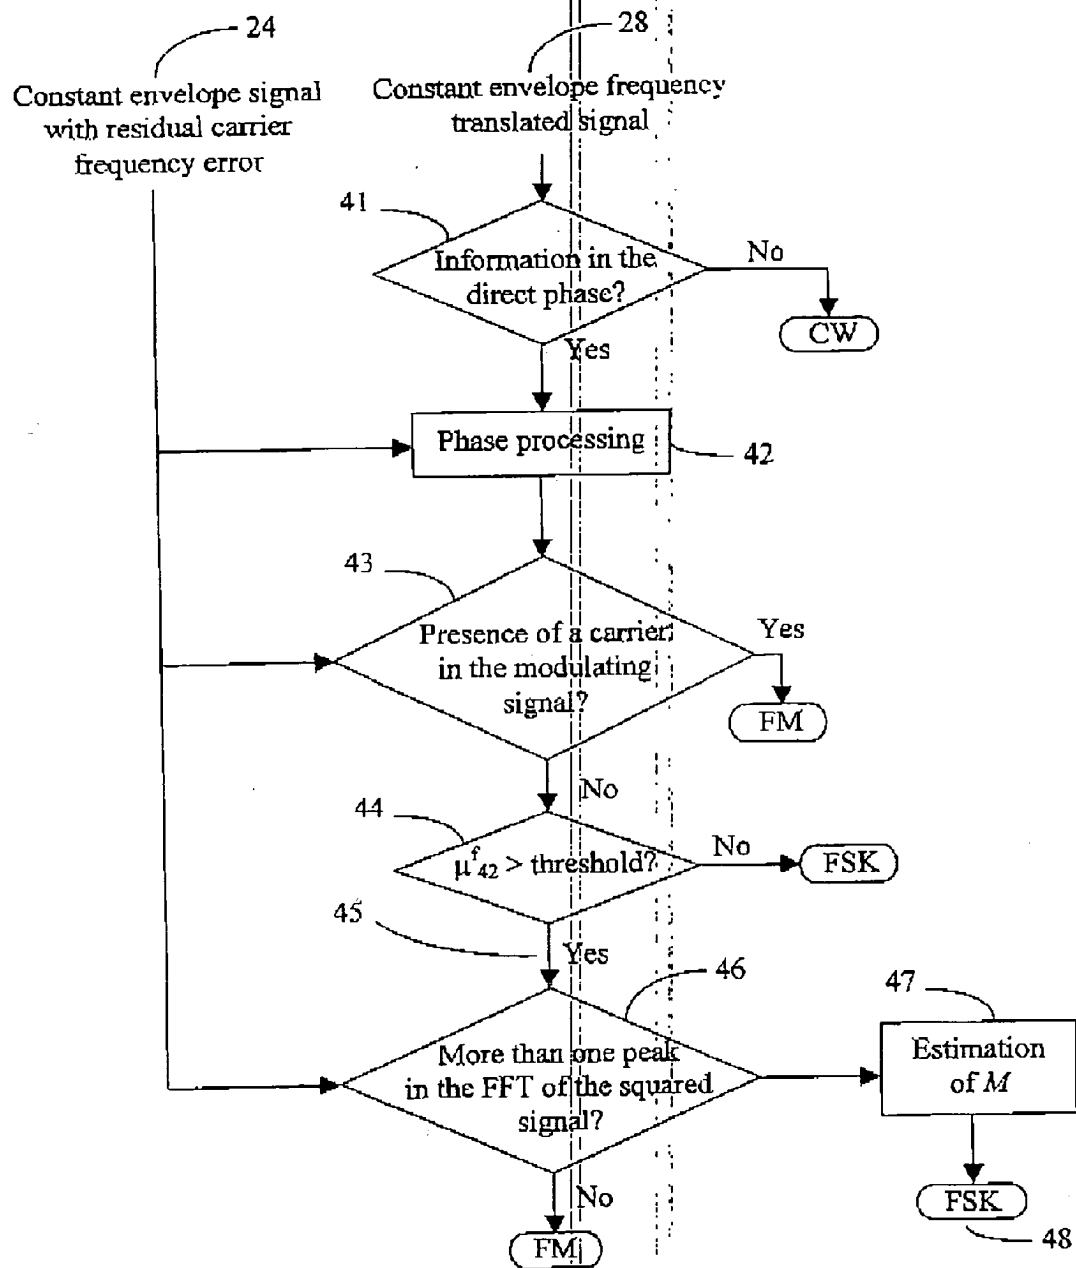 24
28
Constant envelope signal
with residual carrier
frequency error
Constant envelope frequency
translated signal
41
Information in the
direct phase?
No
CW
Yes
Phase processing
42
43
Presence of a carrier
in the modulating
signal?
Yes
FM
No
44
μᶠ₄₂ > threshold?
No
FSK
45
Yes
46
47
More than one peak
in the FFT of the squared
signal?
Estimation
of M
No
FSK
48
FM